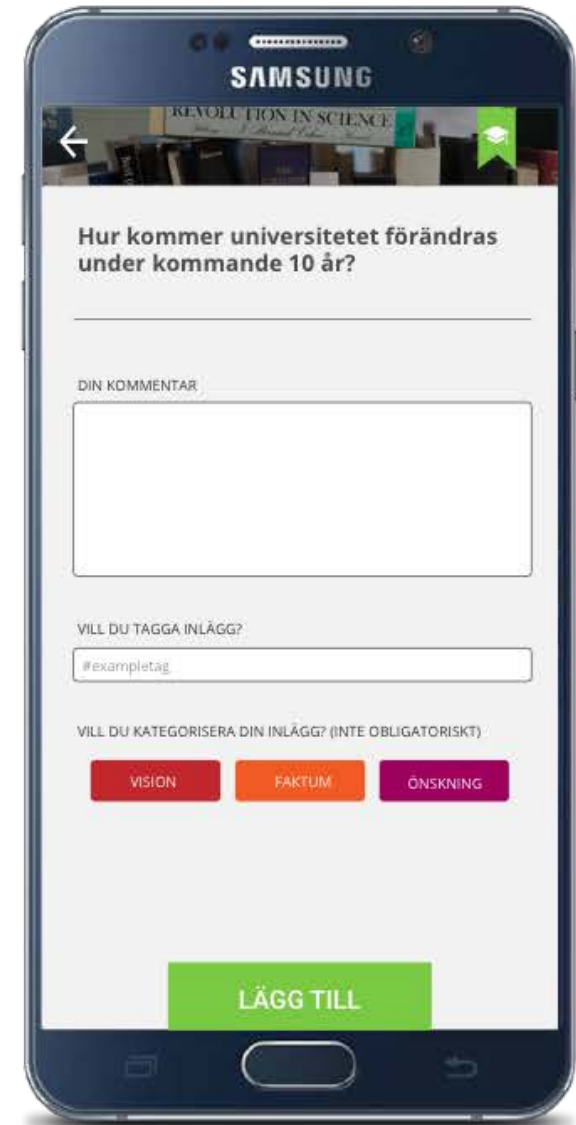 SAMSUNG
REVOLUTION IN SCIENCE
Hur kommer universitetet förändras
under kommande 10 år?
DIN KOMMENTAR
VILL DU TAGGA INLÄGG?
#exampletag
VILL DU KATEGORISERA DIN INLÄGG? (INTE OBLIGATORISKT)
VISION
FAKTUM
ÖNSKNING
LÄGG TILL